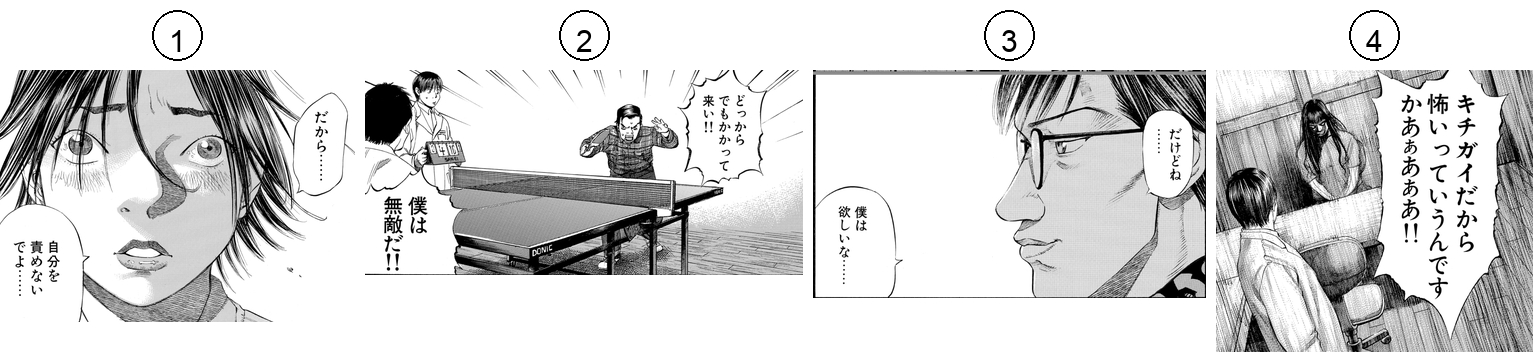 1
だから……
自分を
責めない
でよ……
2
どっから
でもかかって
来い!!
僕は
無敵だ!!
DONIC
3
だけどね
……
僕は
欲しいな……
4
キチガイだから
怖いっていうんです
かあぁあぁあ!!